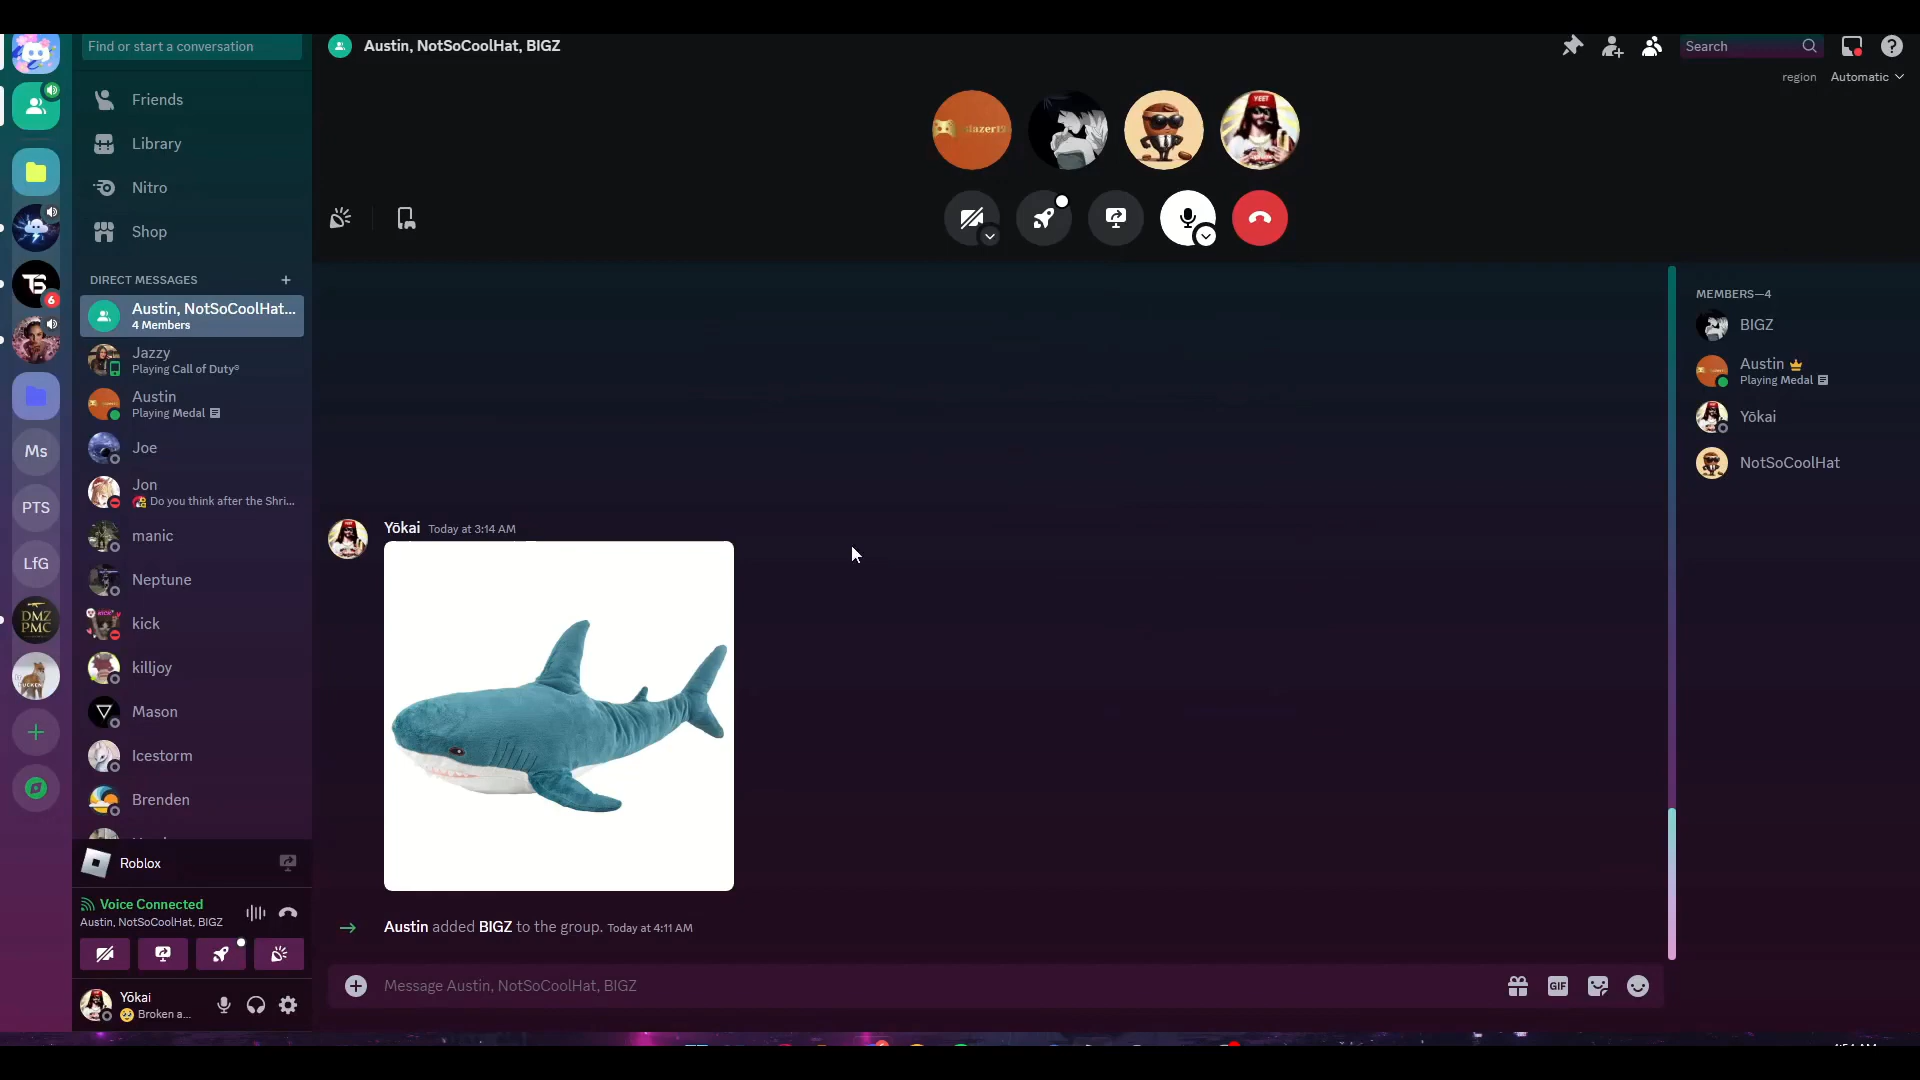 Find or start a conversation
Austin, NotSoCoolHat, BIGZ
Search
region Automatic
YEET
Friends
Library
Nitro
Shop
DIRECT MESSAGES
Austin, NotSoCoolHat...
4 Members
Jazzy
Playing Call of Duty®
Austin
Playing Medal
Joe
Jon
Do you think after the Shri...
manic
Neptune
kick
killjoy
Mason
Icestorm
Brenden
6
Ms
PTS
LfG
DMZ
PMC
Roblox
Voice Connected
Austin, NotSoCoolHat, BIGZ
Yōkai
Broken a...
Yōkai Today at 3:14 AM
Austin added BIGZ to the group. Today at 4:11 AM
Message Austin, NotSoCoolHat, BIGZ
GIF
MEMBERS—4
BIGZ
Austin
Playing Medal
Yōkai
NotSoCoolHat